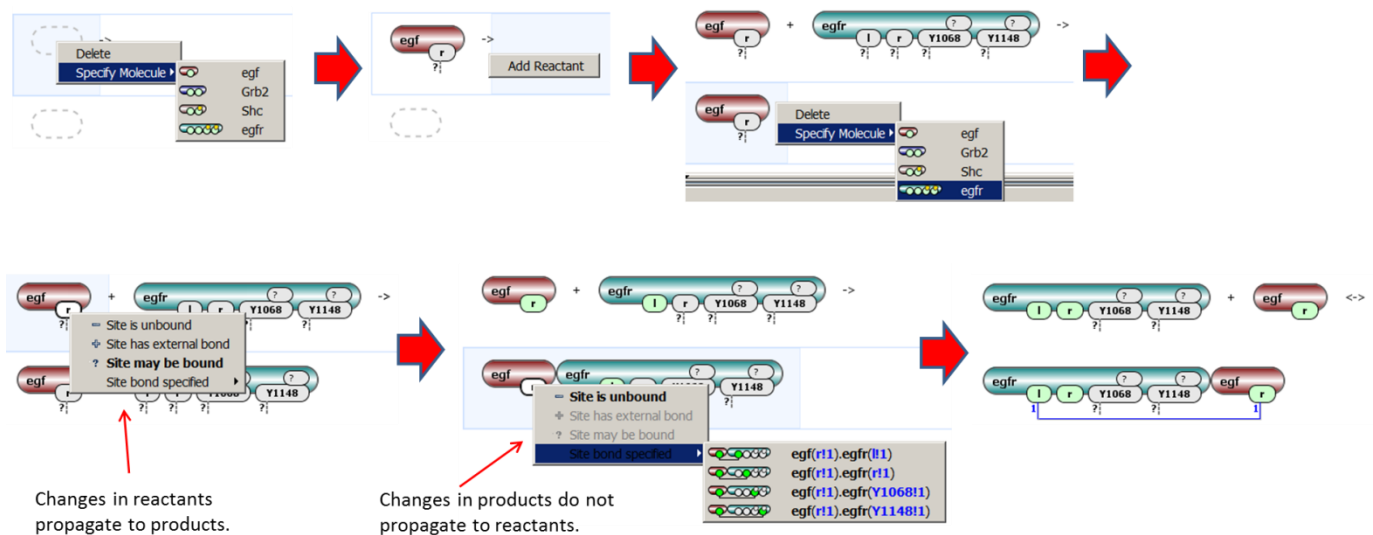 ->
Delete
Specify Molecule
egf
Grb2
Shc
egfr
egf
r
?
->
Add Reactant
egf
r
?
+
egfr
l
r
Y1068
Y1148
?
?
?
?
?
?
->
egf
r
?
Delete
Specify Molecule
egf
Grb2
Shc
egfr
egf
r
?
+
egfr
l
r
Y1068
Y1148
?
?
?
?
->
Site is unbound
Site has external bond
? Site may be bound
Site bond specified
egf
r
?
Y1148
?
?
?
?
?
Changes in reactants
propagate to products.
egf
r
+
egfr
l
r
Y1068
Y1148
?
?
?
?
?
->
egf
egfr
Y1148
?
?
?
Site is unbound
Site has external bond
? Site may be bound
Site bond specified
egf(r!1).egfr(l!1)
egf(r!1).egfr(r!1)
egf(r!1).egfr(Y1068!1)
egf(r!1).egfr(Y1148!1)
Changes in products do not
propagate to reactants.
egfr
l
r
Y1068
Y1148
?
?
?
?
+
egf
r
<->
egfr
l
r
Y1068
Y1148
?
?
?
?
egf
r
1
1